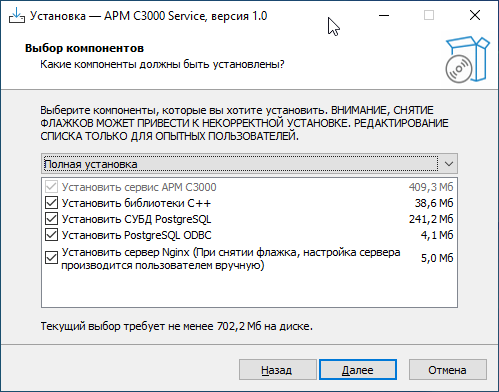 Установка — АРМ С3000 Service, версия 1.0
Выбор компонентов
Какие компоненты должны быть установлены?
Выберите компоненты, которые вы хотите установить. ВНИМАНИЕ, СНЯТИЕ
ФЛАЖКОВ МОЖЕТ ПРИВЕСТИ К НЕКОРРЕКТНОЙ УСТАНОВКЕ. РЕДАКТИРОВАНИЕ
СПИСКА ТОЛЬКО ДЛЯ ОПЫТНЫХ ПОЛЬЗОВАТЕЛЕЙ.
Полная установка
Установить сервис АРМ С3000 409,3 Мб
Установить библиотеки C++ 38,6 Мб
Установить СУБД PostgreSQL 241,2 Мб
Установить PostgreSQL ODBC 4,1 Мб
Установить сервер Nginx (При снятии флажка, настройка сервера
производится пользователем вручную) 5,0 Мб
Текущий выбор требует не менее 702,2 Мб на диске.
Назад Далее Отмена